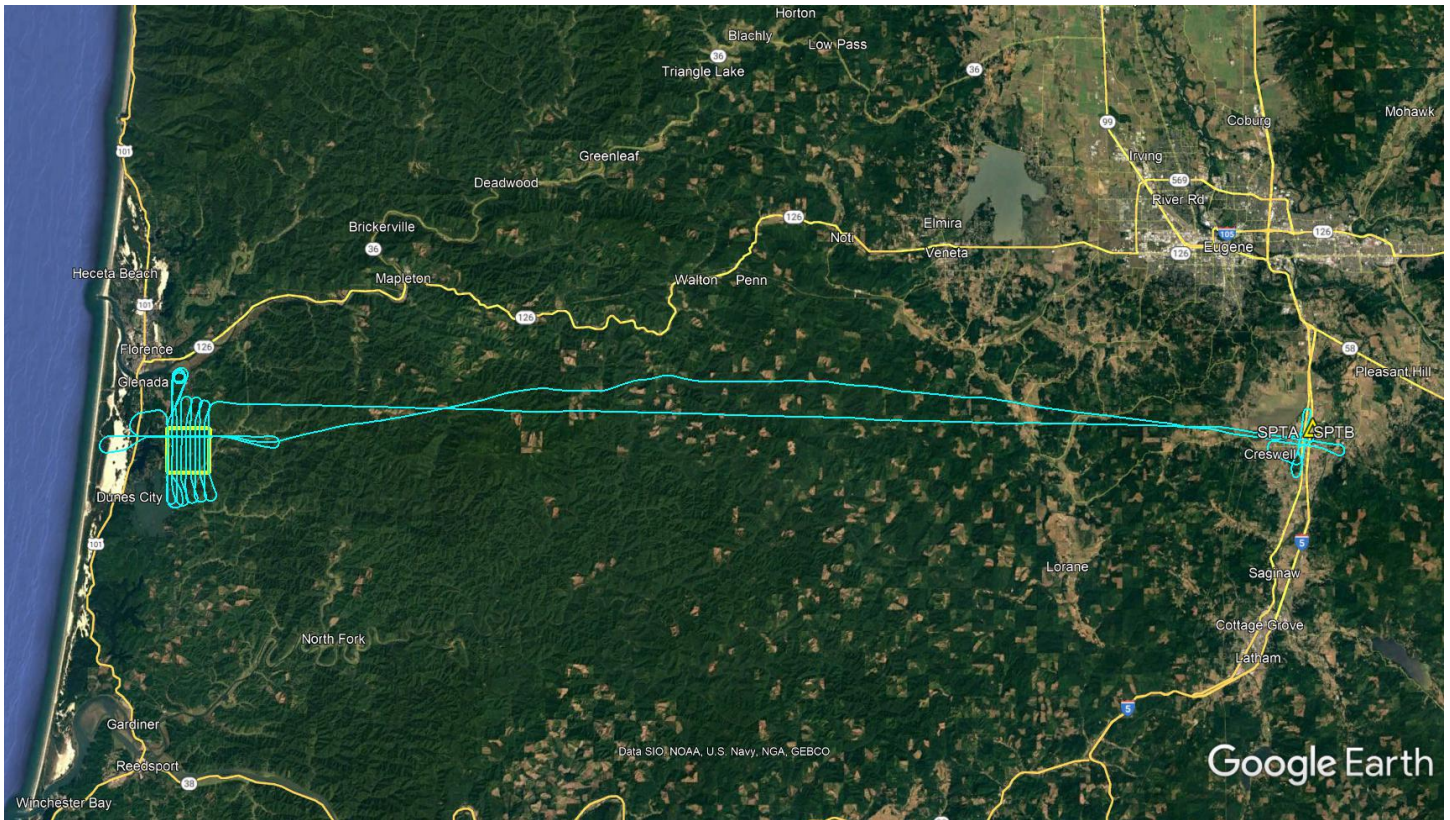 Horton
Blachly
Low Pass
36
Triangle Lake
36
Mohawk
99
Coburg
101
Greenleaf
Irving
Deadwood
569
River Rd
Brickerville
126
Elmira
36
Noti
105
126
Veneta
126
Eugene
Heceta Beach
Mapleton
Walton
Penn
101
126
Florence
126
58
Glenada
Pleasant Hill
SPTA
SPTB
Creswell
Dunes City
101
5
Lorane
Saginaw
North Fork
Cottage Grove
Latham
5
Gardiner
Data SIO, NOAA, U.S. Navy, NGA, GEBCO
Google Earth
Reedsport
38
Winchester Bay